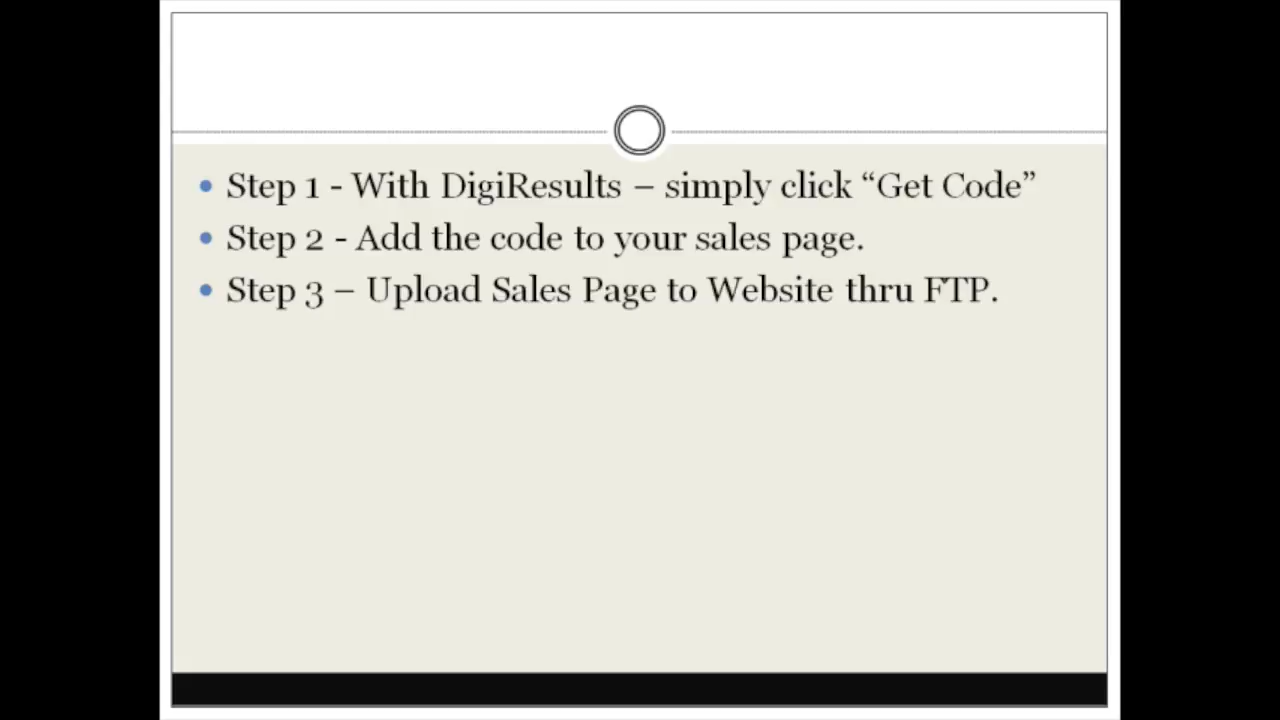 • Step 1 - With DigiResults – simply click “Get Code”
• Step 2 - Add the code to your sales page.
• Step 3 – Upload Sales Page to Website thru FTP.